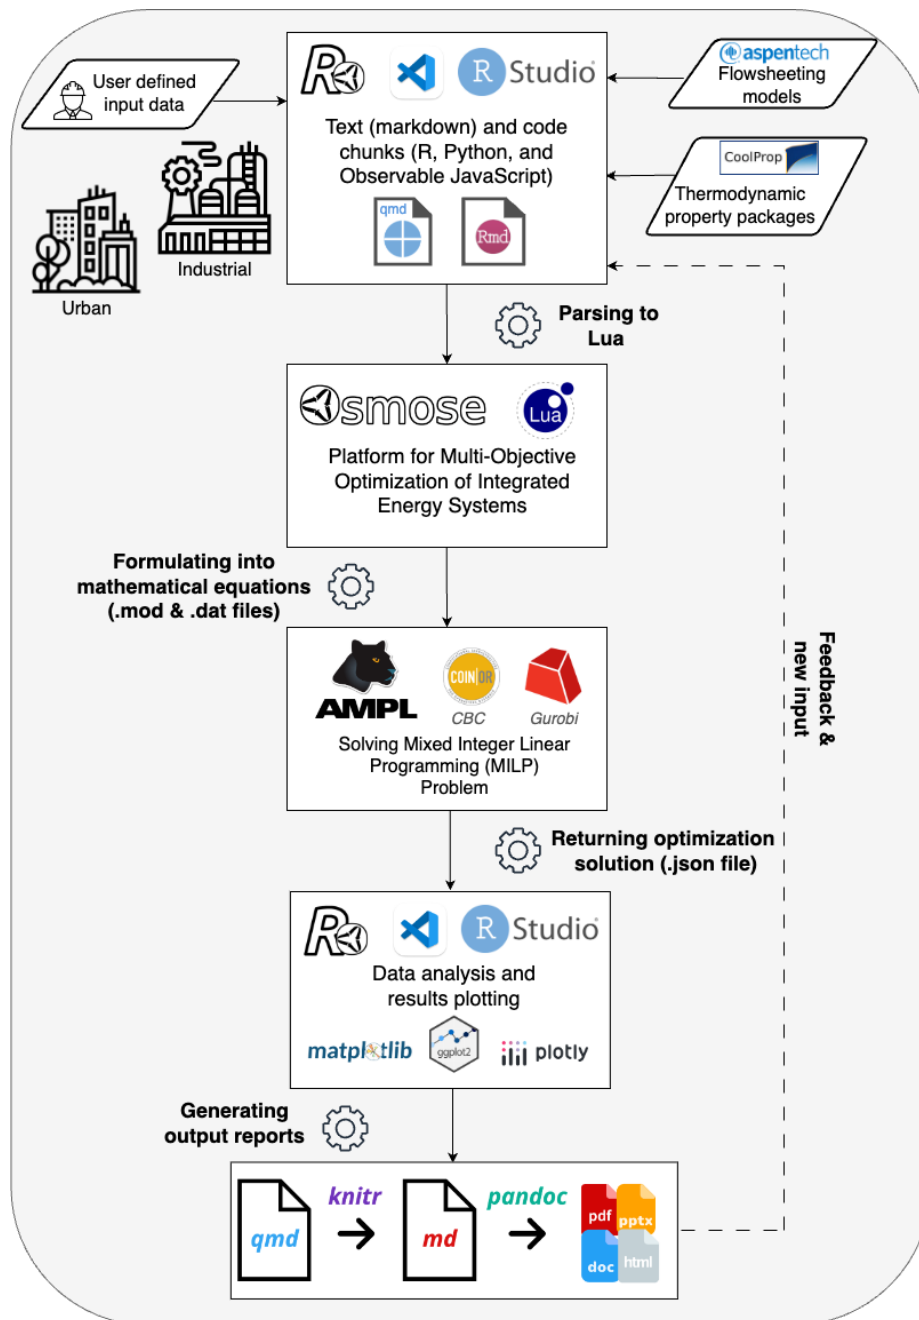 User defined
input data
R Studio
aspentech
Flowsheeting
models
Text (markdown) and code
chunks (R, Python, and
Observable JavaScript)
CoolProp
Thermodynamic
property packages
qmd
Rmd
Industrial
Urban
Parsing to
Lua
Osmose
Lua
Platform for Multi-Objective
Optimization of Integrated
Energy Systems
Formulating into
mathematical equations
(.mod & .dat files)
Feedback &
new input
AMPL
COIN|OR
CBC
Gurobi
Solving Mixed Integer Linear
Programming (MILP)
Problem
Returning optimization
solution (.json file)
R Studio
Data analysis and
results plotting
matplotlib
ggplot2
plotly
Generating
output reports
qmd
knitr
md
pandoc
pdf
pptx
doc
html